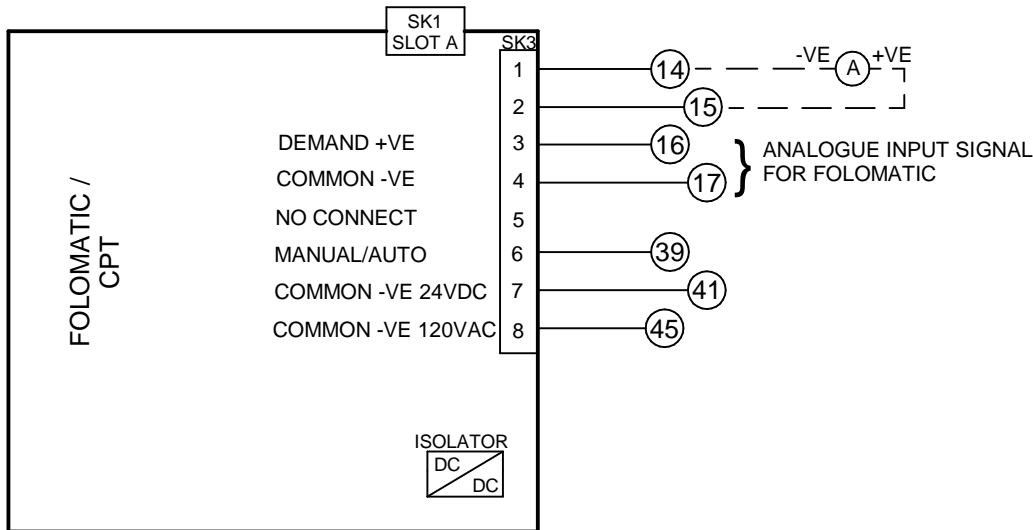 SK1
SLOT A
SK3
1
14
-VE
A
+VE
2
15
DEMAND +VE
3
16
ANALOGUE INPUT SIGNAL
FOR FOLOMATIC
COMMON -VE
4
17
NO CONNECT
5
MANUAL/AUTO
6
39
COMMON -VE 24VDC
7
41
COMMON -VE 120VAC
8
45
FOLOMATIC /
CPT
ISOLATOR
DC
DC